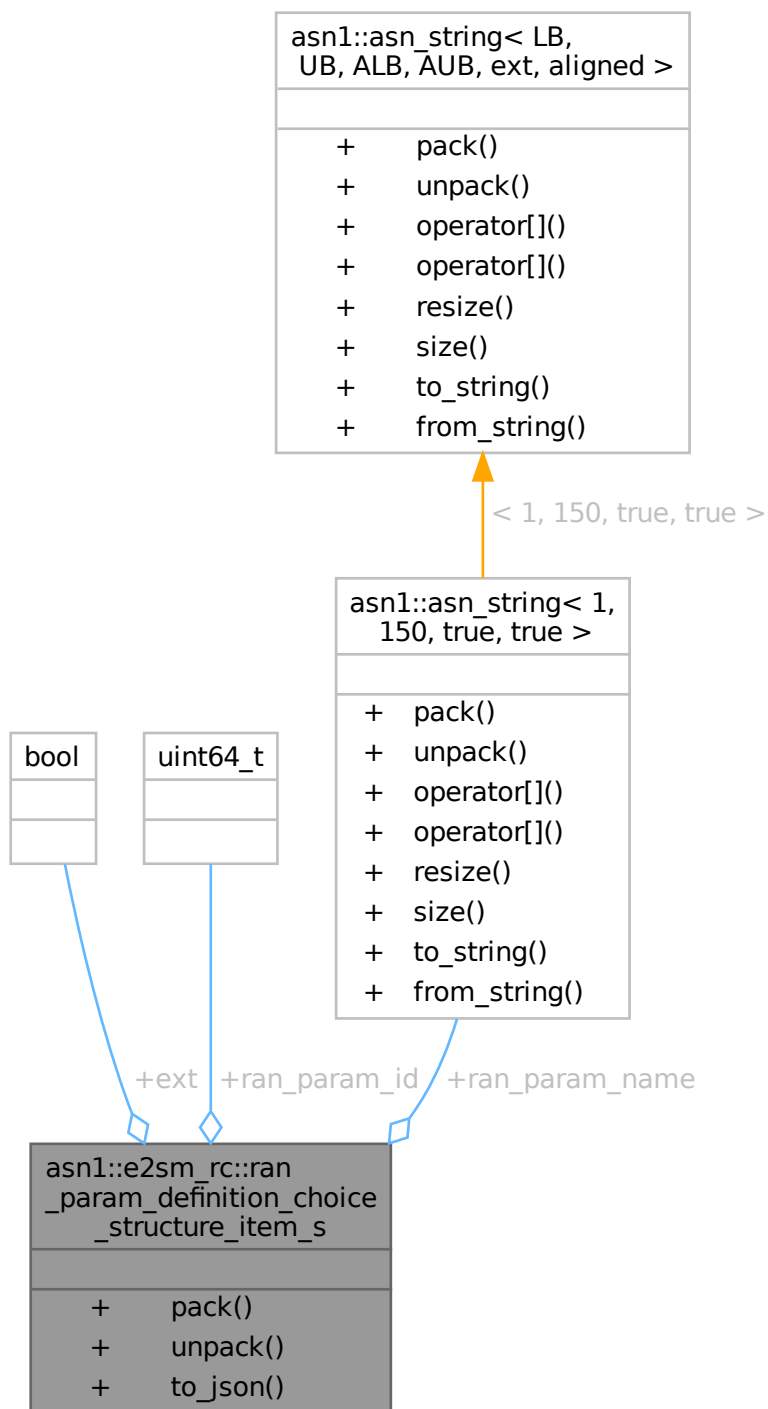 asn1::asn_string< LB,
UB, ALB, AUB, ext, aligned >
+ pack()
+ unpack()
+ operator[]()
+ operator[]()
+ resize()
+ size()
+ to_string()
+ from_string()
< 1, 150, true, true >
asn1::asn_string< 1,
150, true, true >
+ pack()
+ unpack()
+ operator[]()
+ operator[]()
+ resize()
+ size()
+ to_string()
+ from_string()
bool
uint64_t
+ext
+ran_param_id
+ran_param_name
asn1::e2sm_rc::ran
_param_definition_choice
_structure_item_s
+ pack()
+ unpack()
+ to_json()